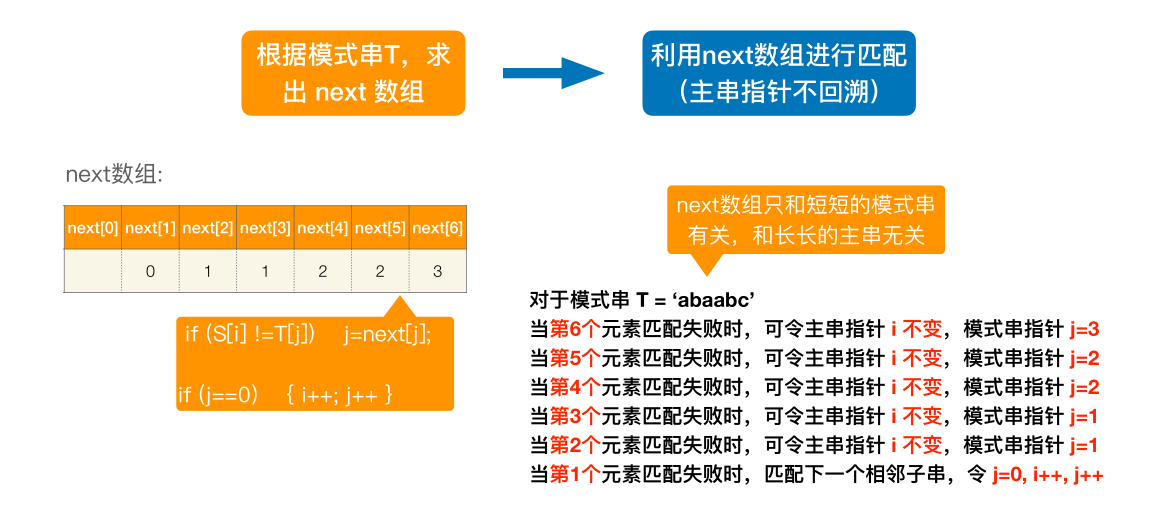 根据模式串T，求
出 next 数组
利用next数组进行匹配
（主串指针不回溯）
next数组:
next[0] next[1] next[2] next[3] next[4] next[5] next[6]
0 1 1 2 2 3
if (S[i] !=T[j]) j=next[j];
if (j==0) { i++; j++ }
next数组只和短短的模式串
有关，和长长的主串无关
对于模式串 T = ‘abaabc’
当第6个元素匹配失败时，可令主串指针 i 不变，模式串指针 j=3
当第5个元素匹配失败时，可令主串指针 i 不变，模式串指针 j=2
当第4个元素匹配失败时，可令主串指针 i 不变，模式串指针 j=2
当第3个元素匹配失败时，可令主串指针 i 不变，模式串指针 j=1
当第2个元素匹配失败时，可令主串指针 i 不变，模式串指针 j=1
当第1个元素匹配失败时，匹配下一个相邻子串，令 j=0, i++, j++